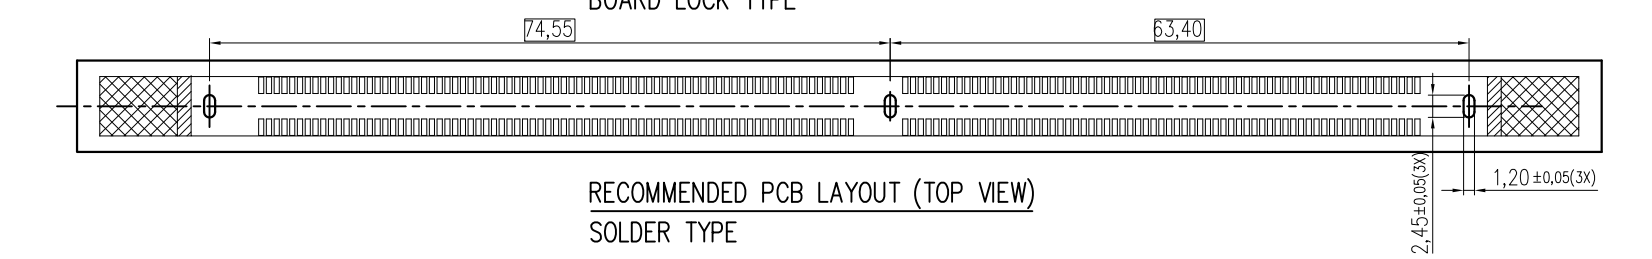 BOARD LOCK TYPE
74,55
63,40
2,45±0,05(3X)
1,20±0,05(3X)
RECOMMENDED PCB LAYOUT (TOP VIEW)
SOLDER TYPE